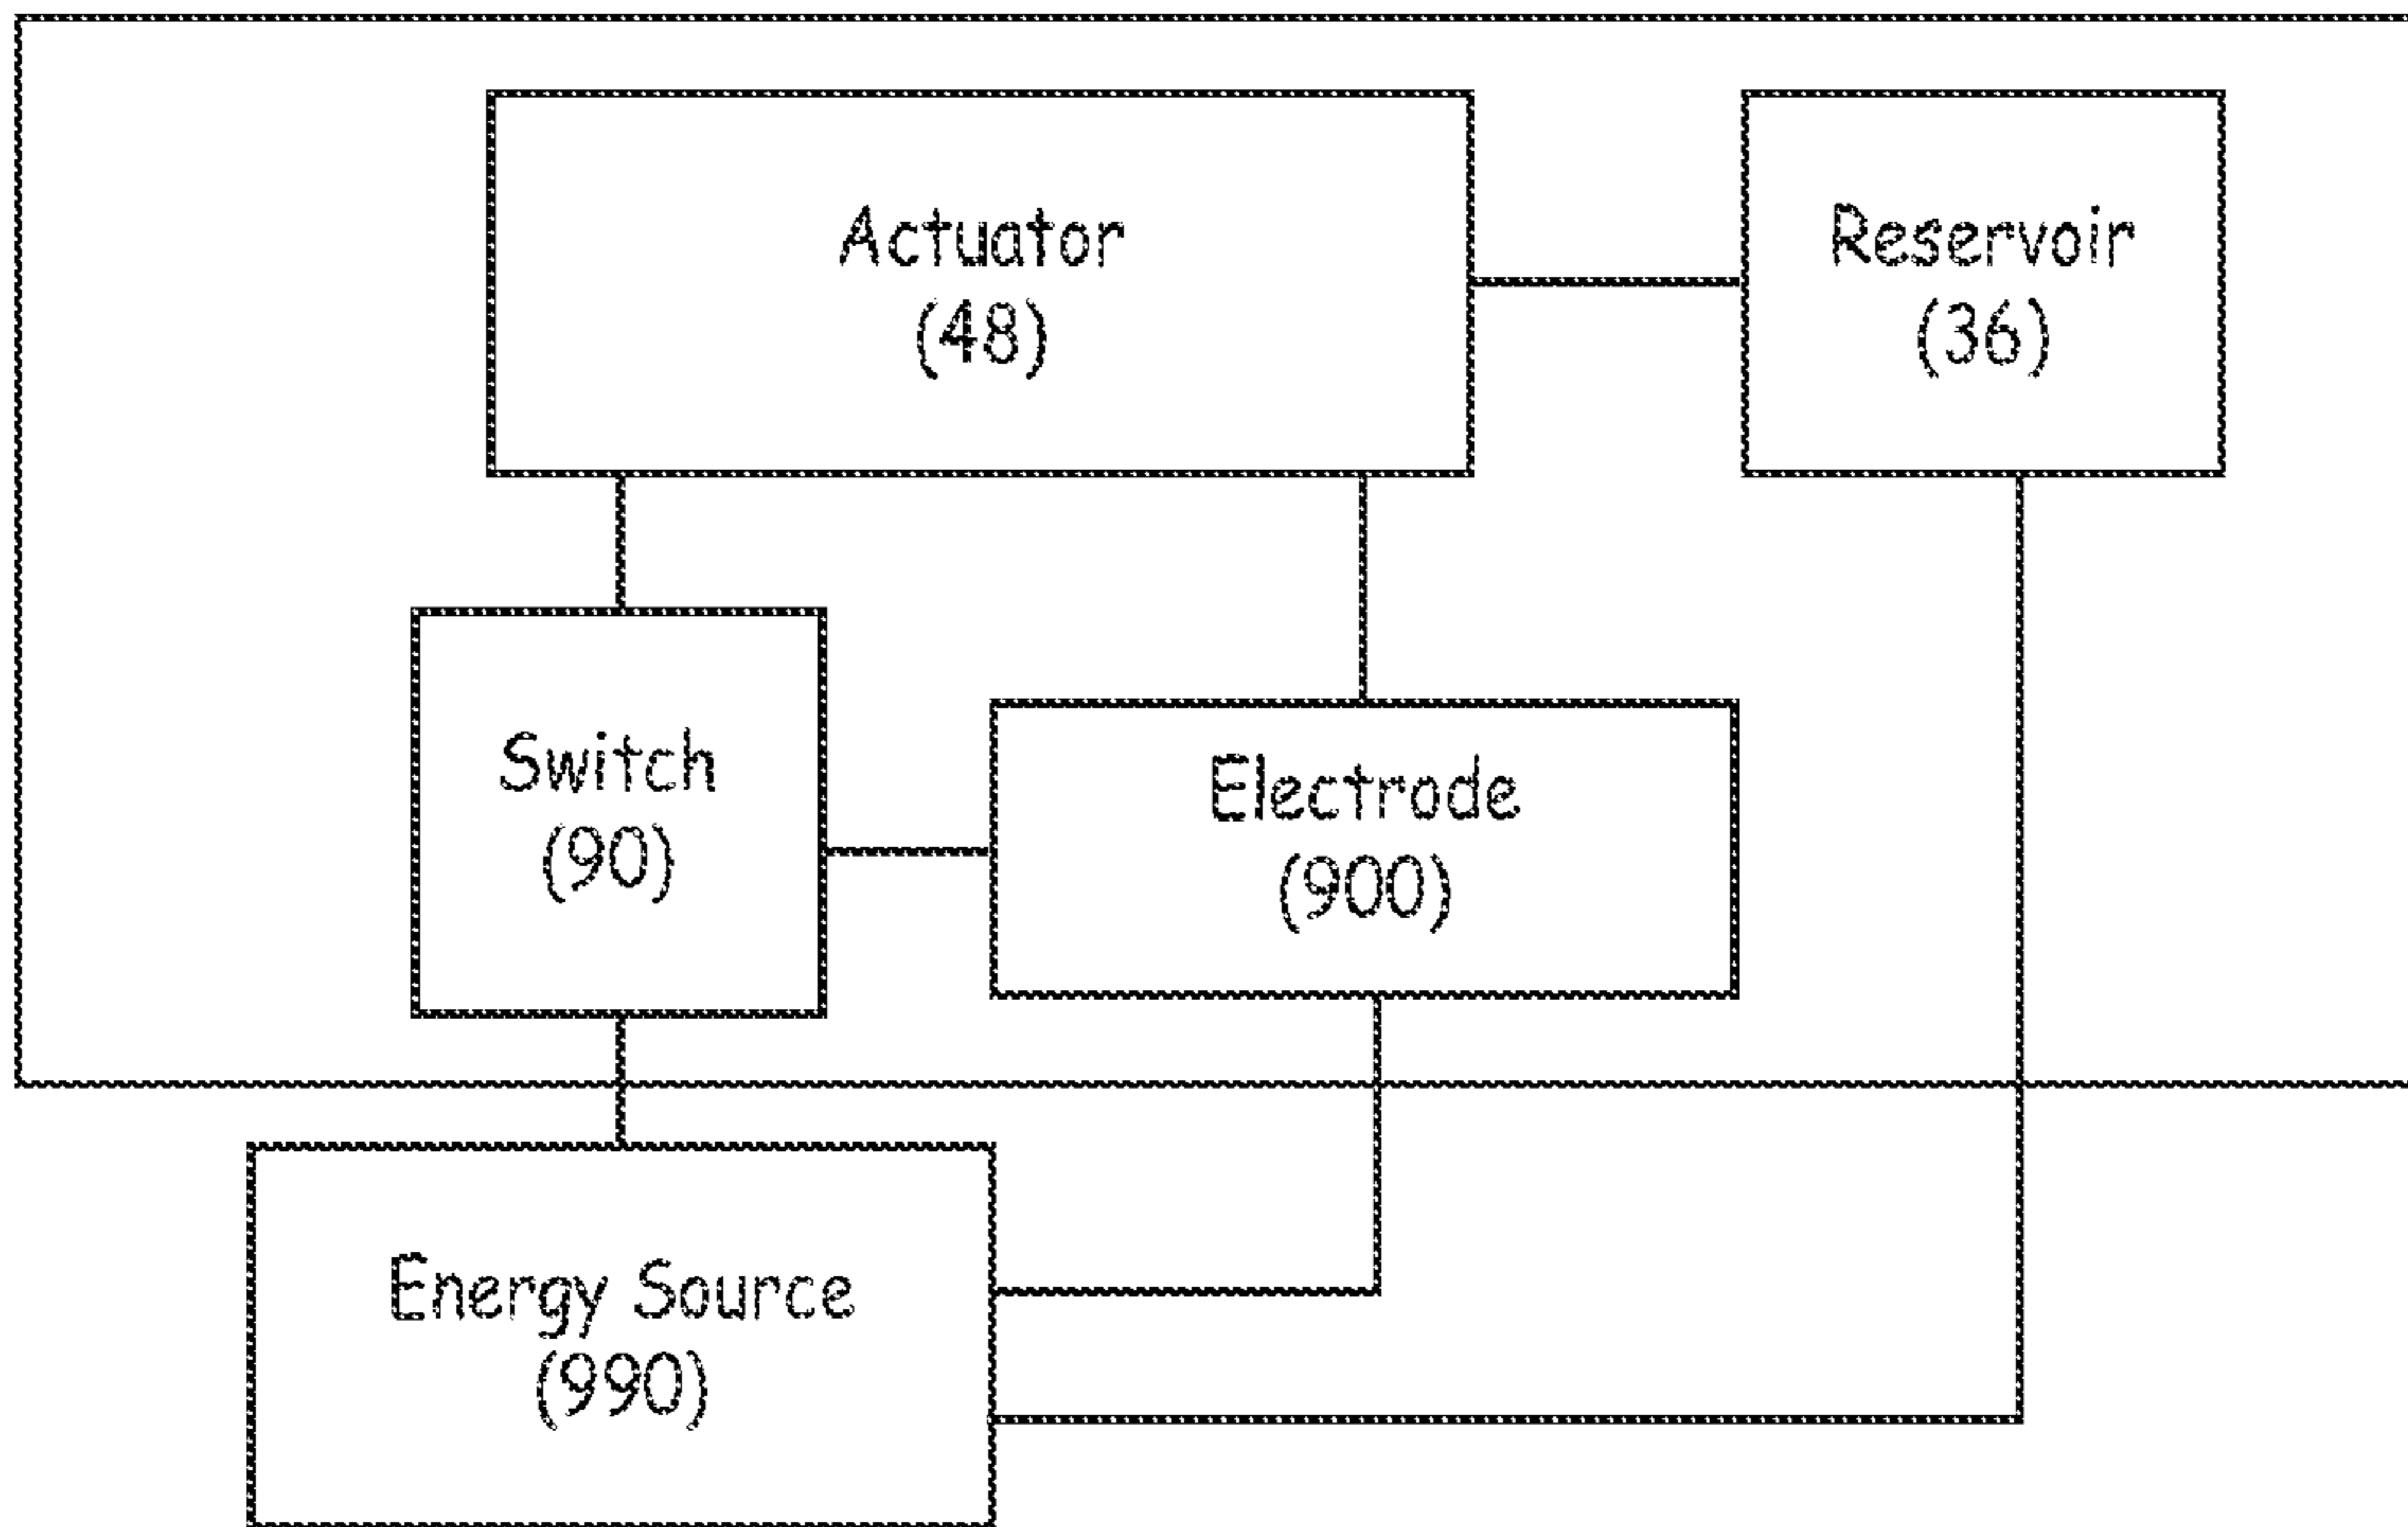 Actuator
(48)
Reservoir
(36)
Switch
(90)
Electrode
(900)
Energy Source
(990)